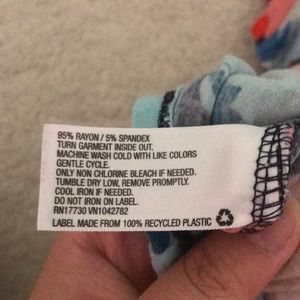 95% RAYON / 5% SPANDEX
TURN GARMENT INSIDE OUT.
MACHINE WASH COLD WITH LIKE COLORS
GENTLE CYCLE.
ONLY NON CHLORINE BLEACH IF NEEDED.
TUMBLE DRY LOW, REMOVE PROMPTLY.
COOL IRON IF NEEDED.
DO NOT IRON ON LABEL.
RN17730 VN1042782
LABEL MADE FROM 100% RECYCLED PLASTIC